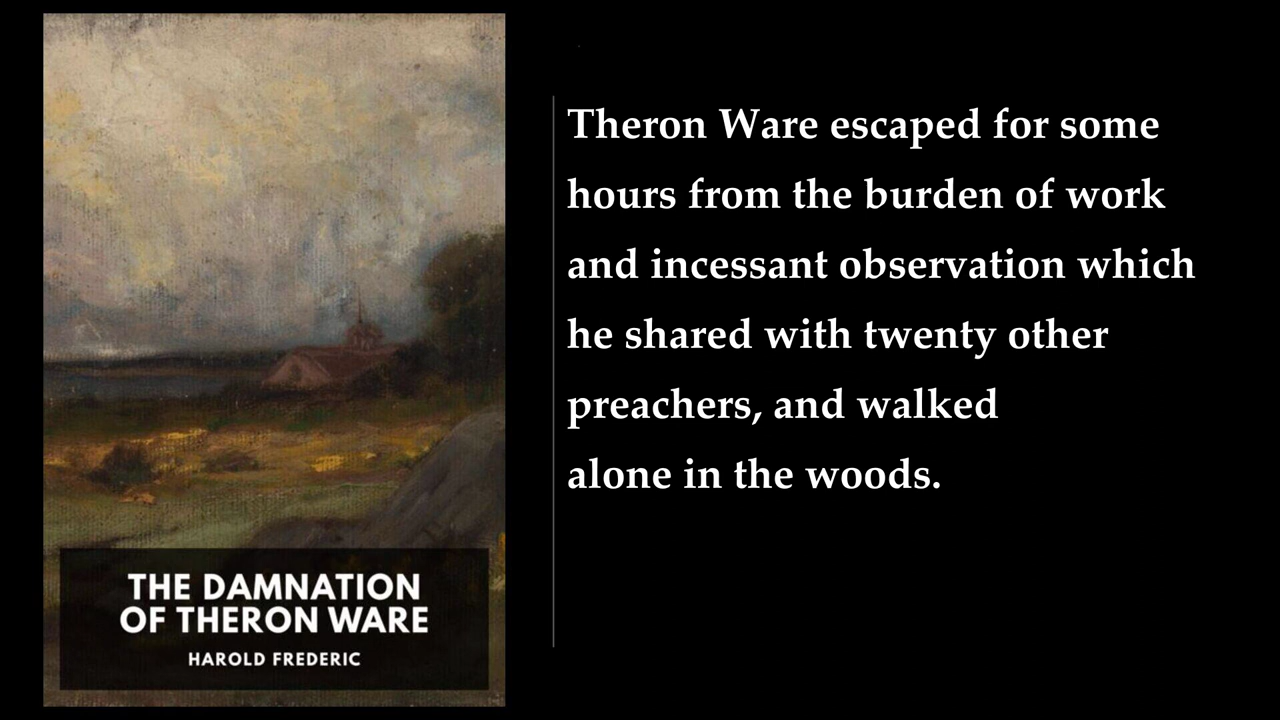 THE DAMNATION
OF THERON WARE
HAROLD FREDERIC
Theron Ware escaped for some
hours from the burden of work
and incessant observation which
he shared with twenty other
preachers, and walked
alone in the woods.